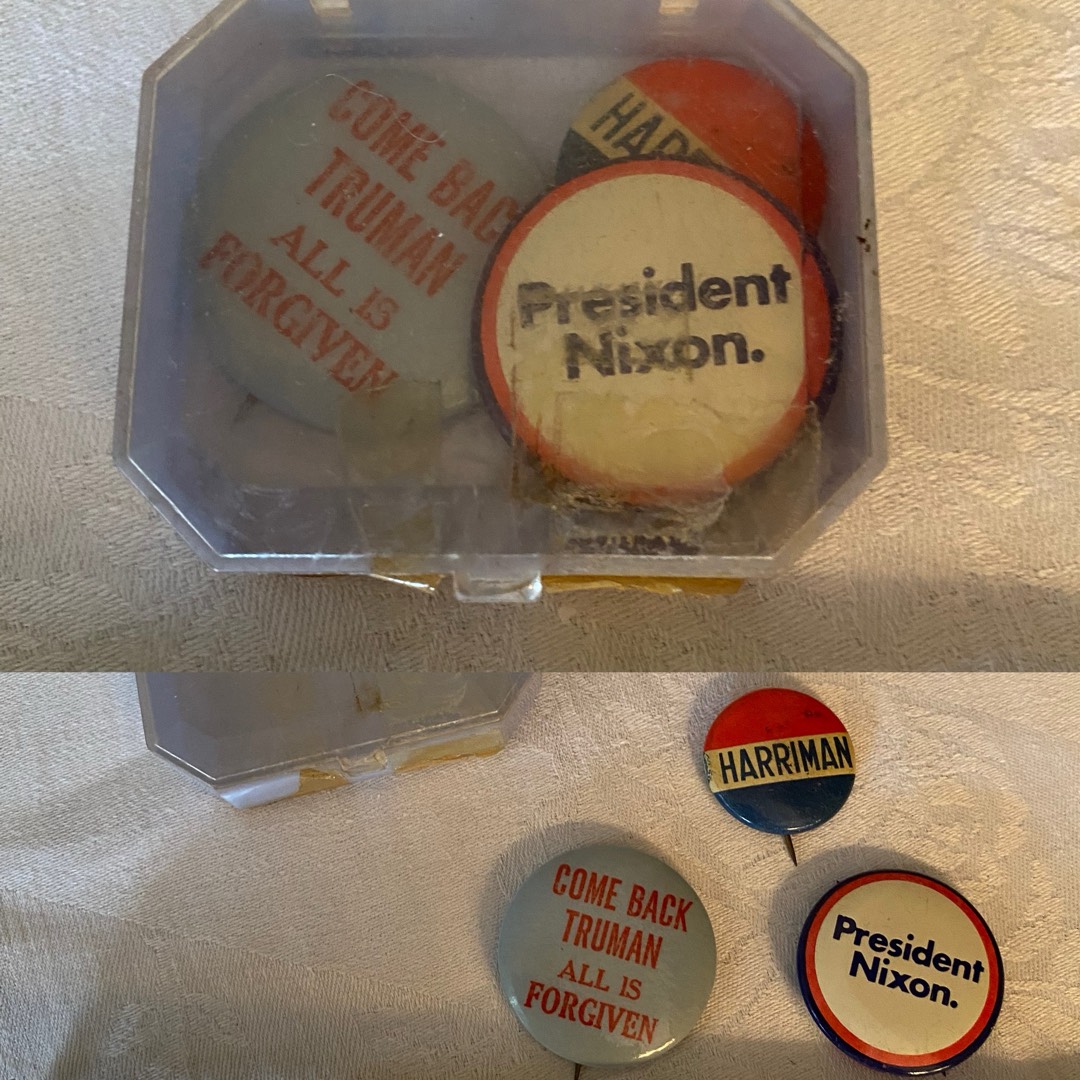 COME BACK
TRUMAN
ALL IS
FORGIVEN
President
Nixon.
HARRIMAN
COME BACK
TRUMAN
ALL IS
FORGIVEN
President
Nixon.